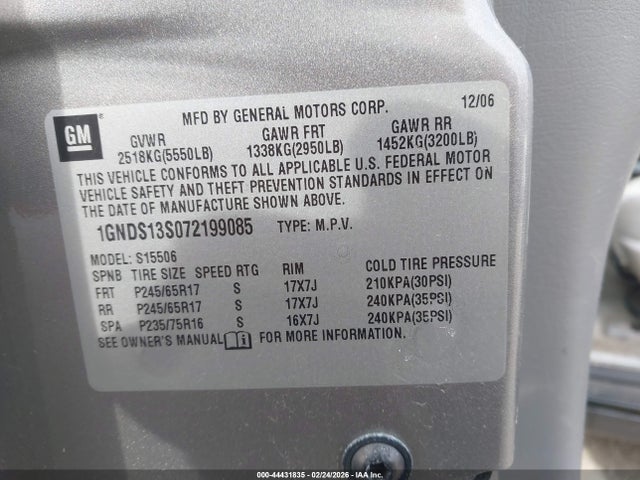 MFD BY GENERAL MOTORS CORP. 12/06
GM
GVWR GAWR FRT GAWR RR
2518KG(5550LB) 1338KG(2950LB) 1452KG(3200LB)
THIS VEHICLE CONFORMS TO ALL APPLICABLE U.S. FEDERAL MOTOR
VEHICLE SAFETY AND THEFT PREVENTION STANDARDS IN EFFECT ON
THE DATE OF MANUFACTURE SHOWN ABOVE.
1GNDS13S072199085 TYPE: M.P.V.
MODEL: S15506
SPNB TIRE SIZE SPEED RTG RIM COLD TIRE PRESSURE
FRT P245/65R17 S 17X7J 210KPA(30PSI)
RR P245/65R17 S 17X7J 240KPA(35PSI)
SPA P235/75R16 S 16X7J 240KPA(35PSI)
SEE OWNER'S MANUAL i FOR MORE INFORMATION.
000-44431835 - 02/24/2026 - IAA Inc.